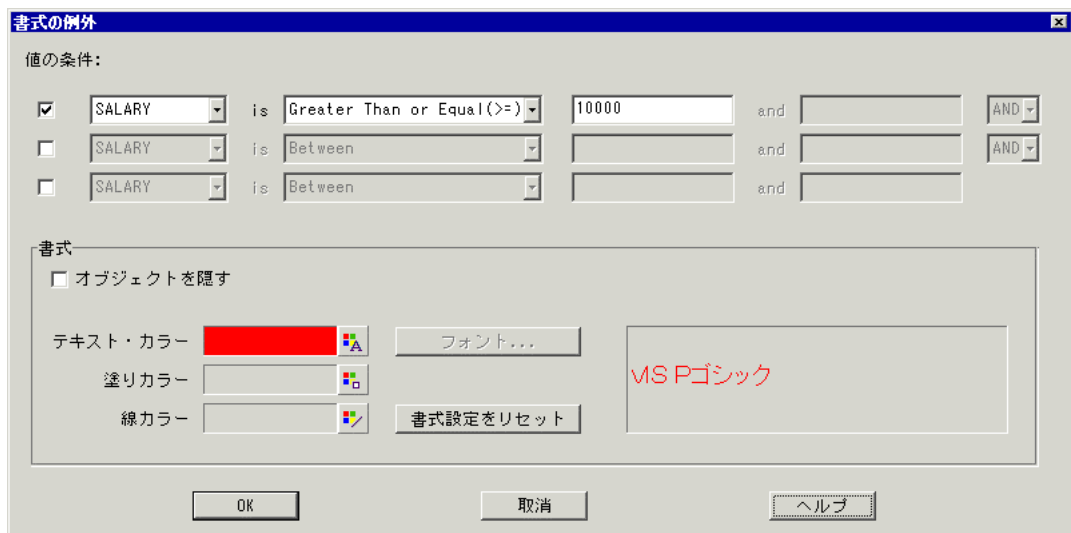 書式の例外
値の条件:
SALARY is Greater Than or Equal(>=) 10000 and AND
SALARY is Between and AND
SALARY is Between and
書式
オブジェクトを隠す
テキスト・カラー フォント...
MS Pゴシック
塗りカラー
線カラー 書式設定をリセット
OK 取消 ヘルプ